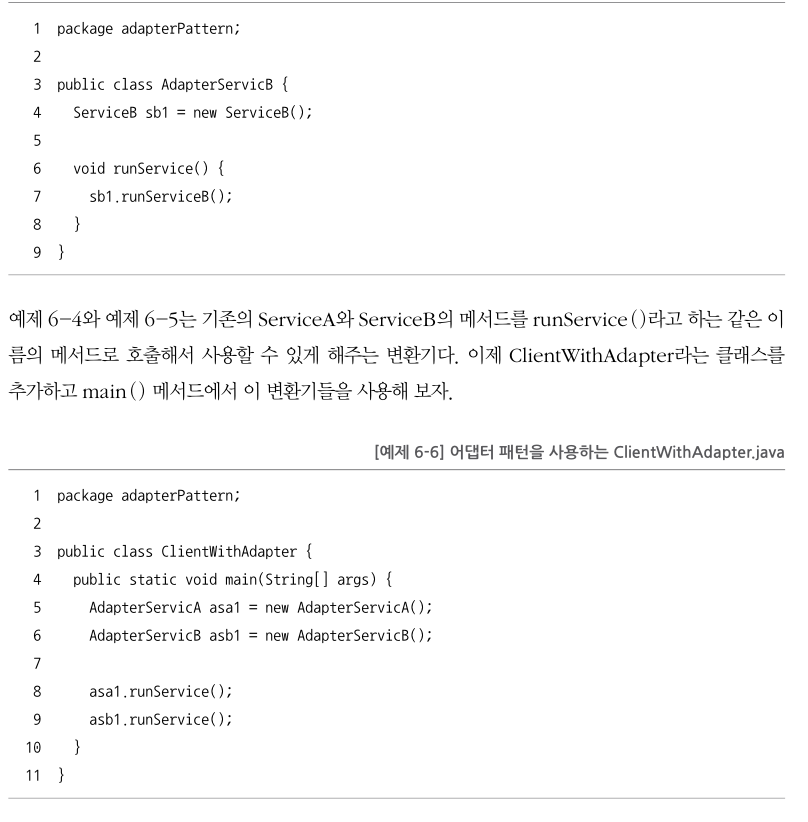 1 package adapterPattern;
2
3 public class AdapterServicB {
4   ServiceB sb1 = new ServiceB();
5
6   void runService() {
7     sb1.runServiceB();
8   }
9 }
예제 6-4와 예제 6-5는 기존의 ServiceA와 ServiceB의 메서드를 runService()라고 하는 같은 이
름의 메서드로 호출해서 사용할 수 있게 해주는 변환기다. 이제 ClientWithAdapter라는 클래스를
추가하고 main() 메서드에서 이 변환기들을 사용해 보자.
[예제 6-6] 어댑터 패턴을 사용하는 ClientWithAdapter.java
1 package adapterPattern;
2
3 public class ClientWithAdapter {
4   public static void main(String[] args) {
5     AdapterServicA asa1 = new AdapterServicA();
6     AdapterServicB asb1 = new AdapterServicB();
7
8     asa1.runService();
9     asb1.runService();
10   }
11 }